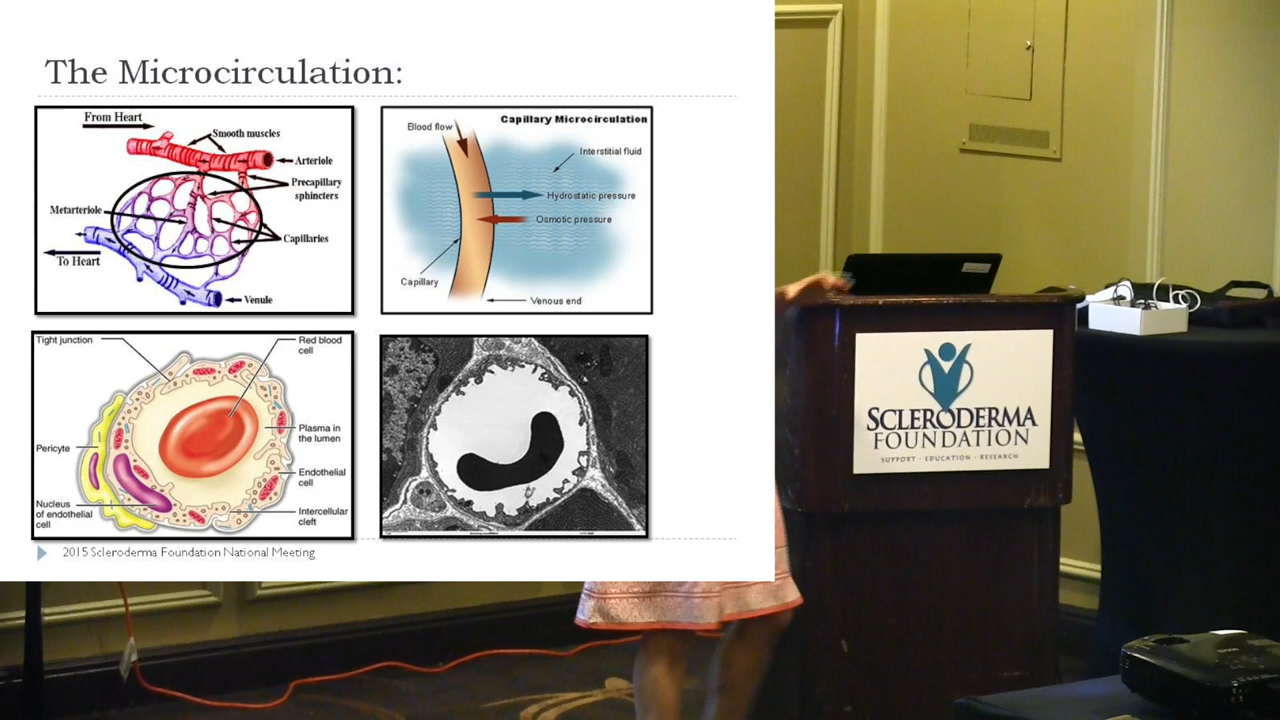 The Microcirculation:
From Heart
Smooth muscles
Arteriole
Precapillary
sphincters
Metarteriole
Capillaries
To Heart
Venule
Capillary Microcirculation
Blood flow
Interstitial fluid
Hydrostatic pressure
Osmotic pressure
Capillary
Venous end
Tight junction
Red blood
cell
Plasma in
the lumen
Pericyte
Endothelial
cell
Nucleus
of endothelial
cell
Intercellular
cleft
2015 Scleroderma Foundation National Meeting
SCLERODERMA
FOUNDATION
SUPPORT · EDUCATION · RESEARCH